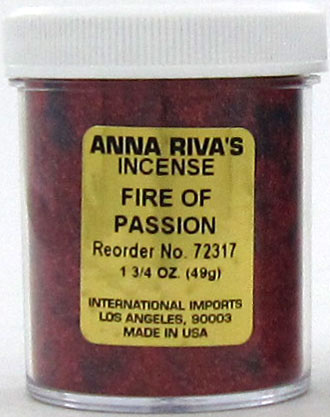 ANNA RIVA'S
INCENSE
FIRE OF
PASSION
Reorder No. 72317
1 3/4 OZ. (49g)
INTERNATIONAL IMPORTS
LOS ANGELES, 90003
MADE IN USA